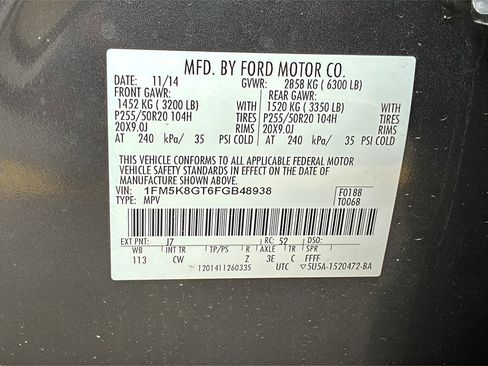 MFD. BY FORD MOTOR CO.
DATE: 11/14 GVWR: 2858 KG ( 6300 LB)
FRONT GAWR: REAR GAWR:
1452 KG ( 3200 LB) 1520 KG ( 3350 LB)
P255/50R20 104H P255/50R20 104H
20X9.0J RIMS 20X9.0J RIMS
AT 240 kPa/ 35 PSI COLD AT 240 kPa/ 35 PSI COLD
THIS VEHICLE CONFORMS TO ALL APPLICABLE FEDERAL MOTOR
VEHICLE SAFETY STANDARDS IN EFFECT ON THE DATE OF
MANUFACTURE SHOWN ABOVE.
VIN: 1FM5K8GT6FGB48938 F0188
TYPE: MPV T0068
EXT PNT: J7 RC: 52 DSO:
WB BRK INT TR TP/PS R AXLE TR SPR
113 CW Z 3E C FFFF
1201411260335 UTC 5U5A-1520472-BA